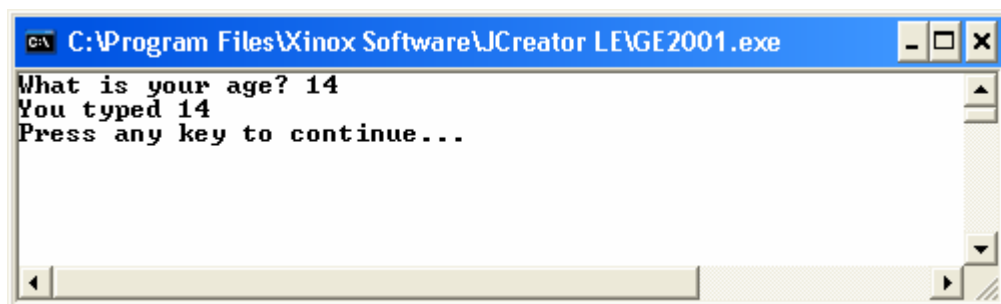 C:\Program Files\Xinox Software\JCreator LE\GE2001.exe
What is your age? 14
You typed 14
Press any key to continue...